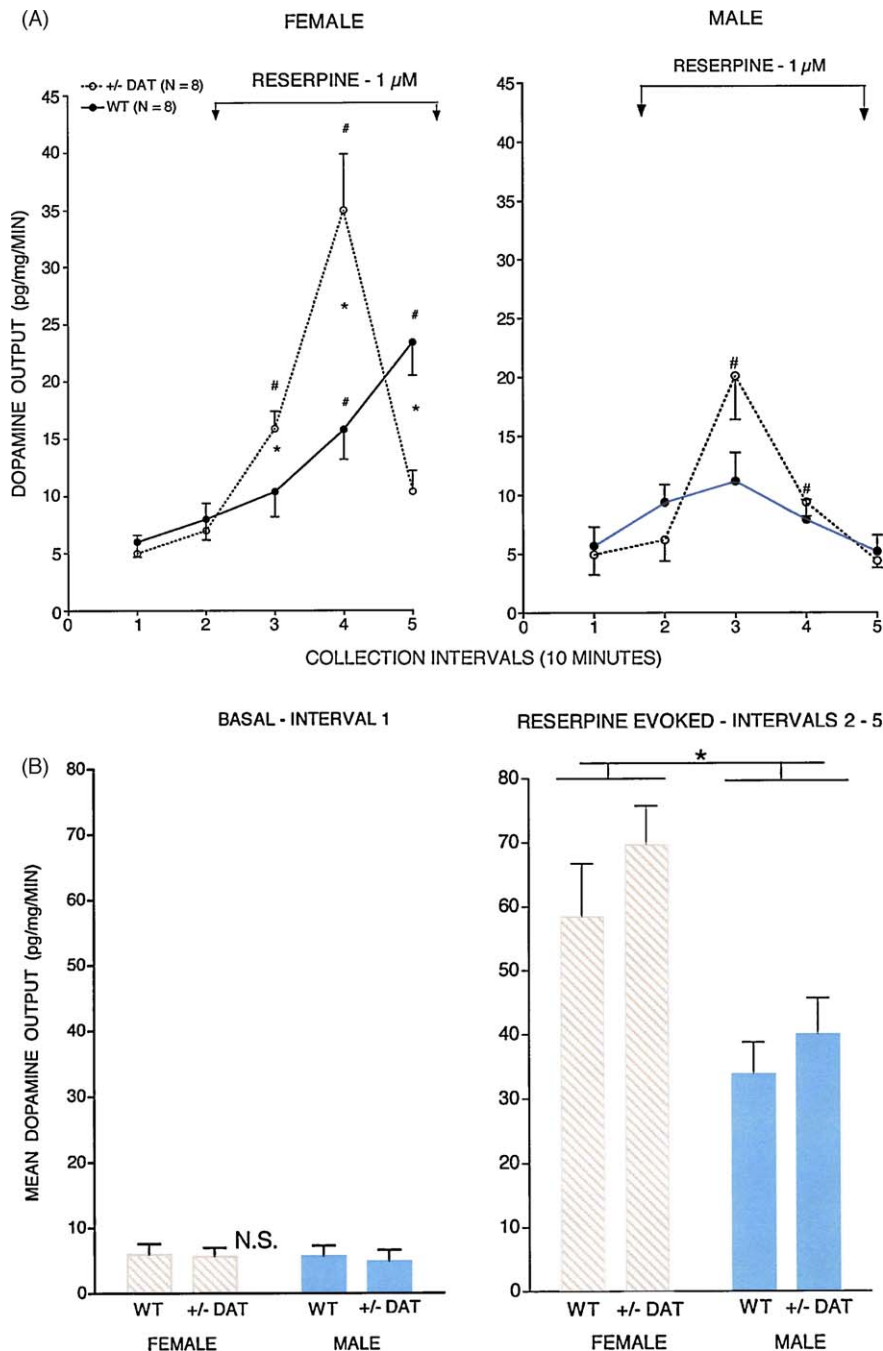 (A)
FEMALE
MALE
+/- DAT (N = 8)
WT (N = 8)
RESERPINE - 1 µM
RESERPINE - 1 µM
DOPAMINE OUTPUT (pg/mg/MIN)
45
40
35
30
25
20
15
10
5
0
# * # * # # *
0 1 2 3 4 5
45
40
35
30
25
20
15
10
5
0
# #
0 1 2 3 4 5
COLLECTION INTERVALS (10 MINUTES)
BASAL - INTERVAL 1
RESERPINE EVOKED - INTERVALS 2 - 5
(B)
MEAN DOPAMINE OUTPUT (pg/mg/MIN)
80
70
60
50
40
30
20
10
0
N.S.
WT +/- DAT WT +/- DAT
FEMALE MALE
*
80
70
60
50
40
30
20
10
0
WT +/- DAT WT +/- DAT
FEMALE MALE